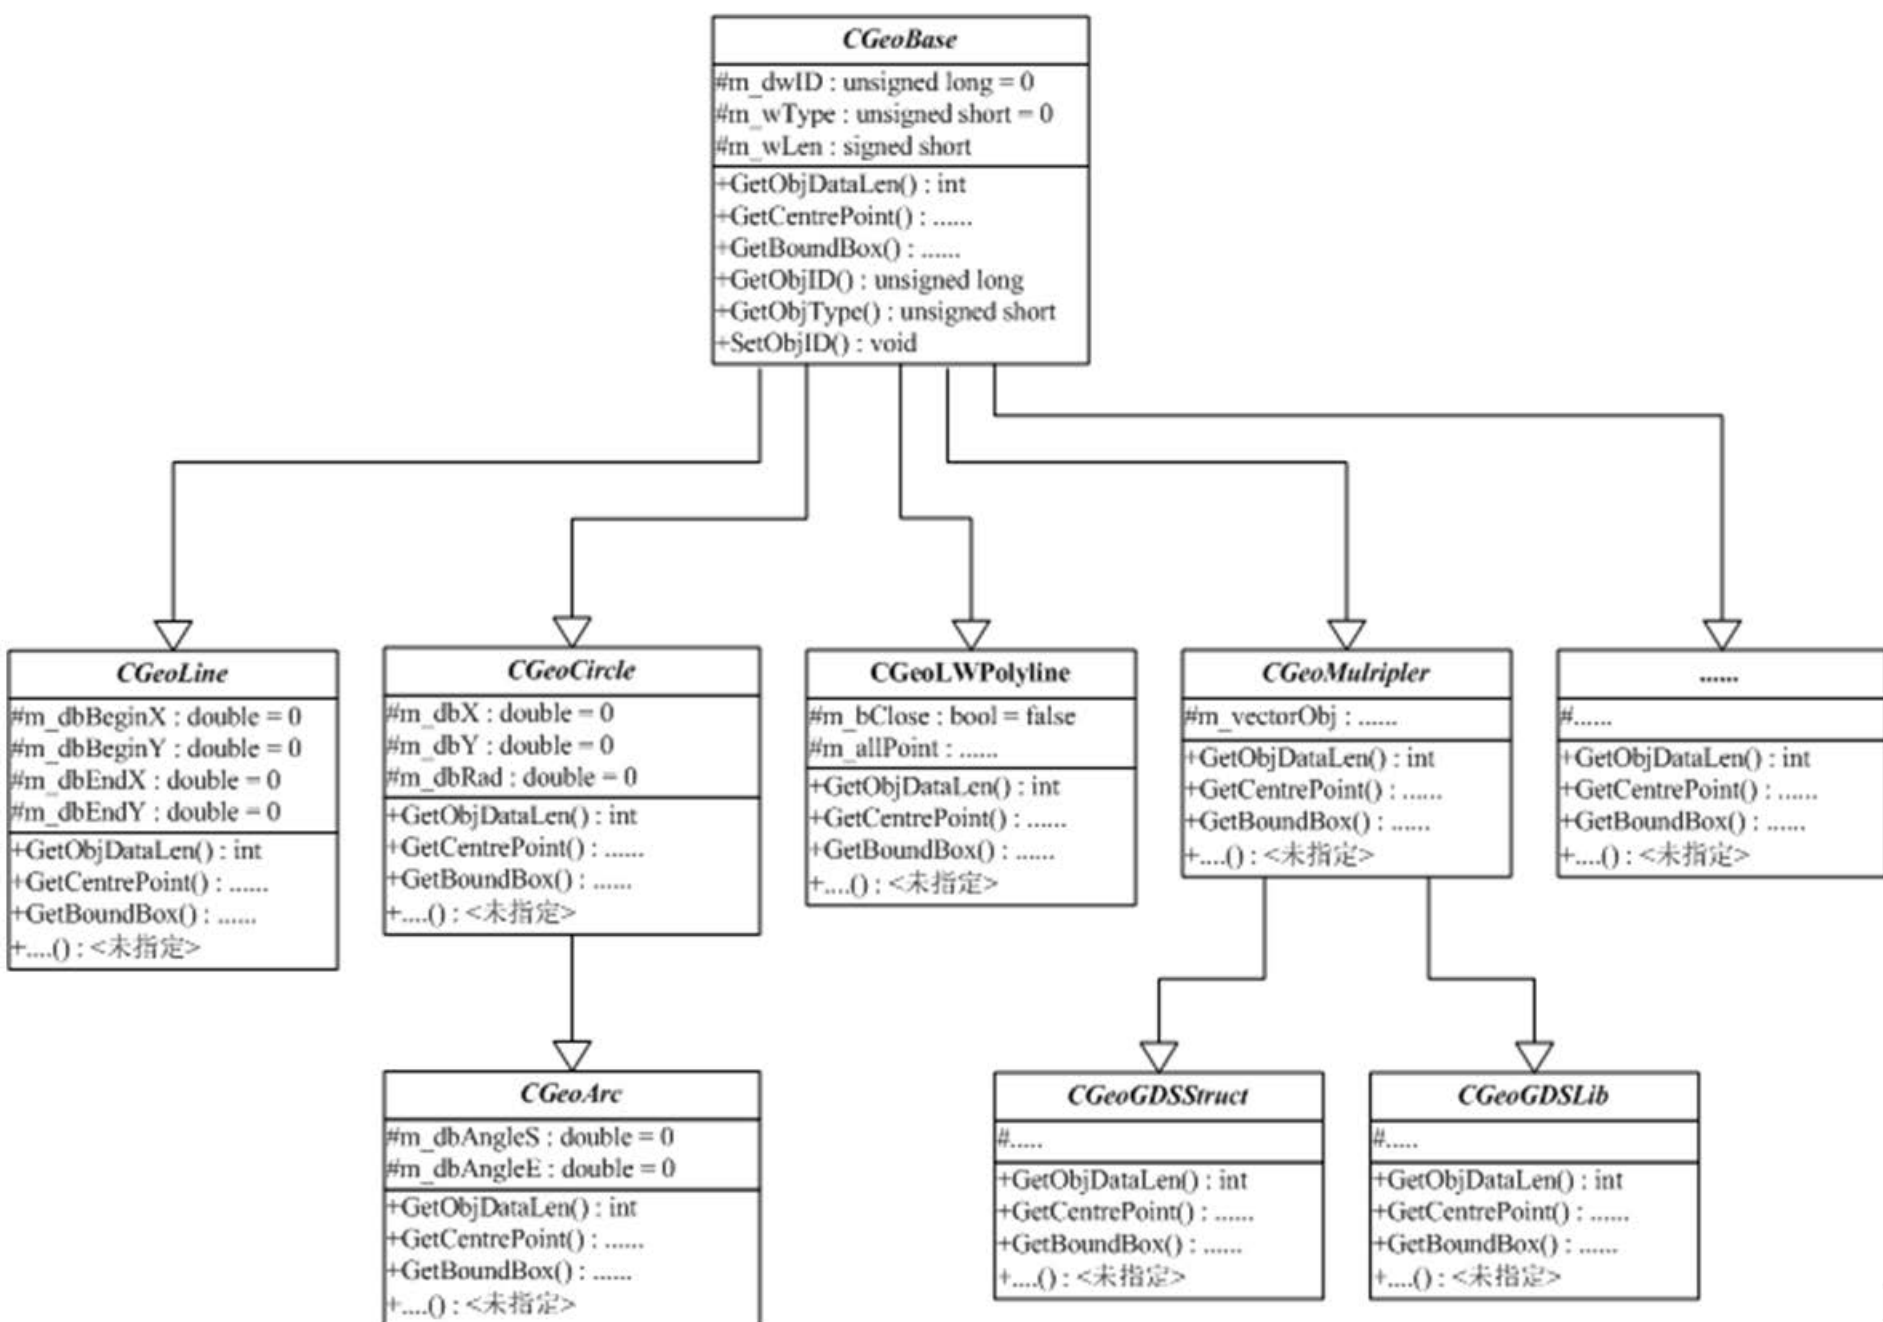 CGeoBase
#m_dwID : unsigned long = 0
#m_wType : unsigned short = 0
#m_wLen : signed short
+GetObjDataLen() : int
+GetCentrePoint() : ......
+GetBoundBox() : ......
+GetObjID() : unsigned long
+GetObjType() : unsigned short
+SetObjID() : void
CGeoLine
#m_dbBeginX : double = 0
#m_dbBeginY : double = 0
#m_dbEndX : double = 0
#m_dbEndY : double = 0
+GetObjDataLen() : int
+GetCentrePoint() : ......
+GetBoundBox() : ......
+....() : <未指定>
CGeoCircle
#m_dbX : double = 0
#m_dbY : double = 0
#m_dbRad : double = 0
+GetObjDataLen() : int
+GetCentrePoint() : ......
+GetBoundBox() : ......
+....() : <未指定>
CGeoLWPolyline
#m_bClose : bool = false
#m_allPoint : ......
+GetObjDataLen() : int
+GetCentrePoint() : ......
+GetBoundBox() : ......
+....() : <未指定>
CGeoMulripler
#m_vectorObj : ......
+GetObjDataLen() : int
+GetCentrePoint() : ......
+GetBoundBox() : ......
+....() : <未指定>
......
#......
+GetObjDataLen() : int
+GetCentrePoint() : ......
+GetBoundBox() : ......
+....() : <未指定>
CGeoArc
#m_dbAngleS : double = 0
#m_dbAngleE : double = 0
+GetObjDataLen() : int
+GetCentrePoint() : ......
+GetBoundBox() : ......
+....() : <未指定>
CGeoGDSStruct
#.....
+GetObjDataLen() : int
+GetCentrePoint() : ......
+GetBoundBox() : ......
+....() : <未指定>
CGeoGDSLib
#.....
+GetObjDataLen() : int
+GetCentrePoint() : ......
+GetBoundBox() : ......
+....() : <未指定>